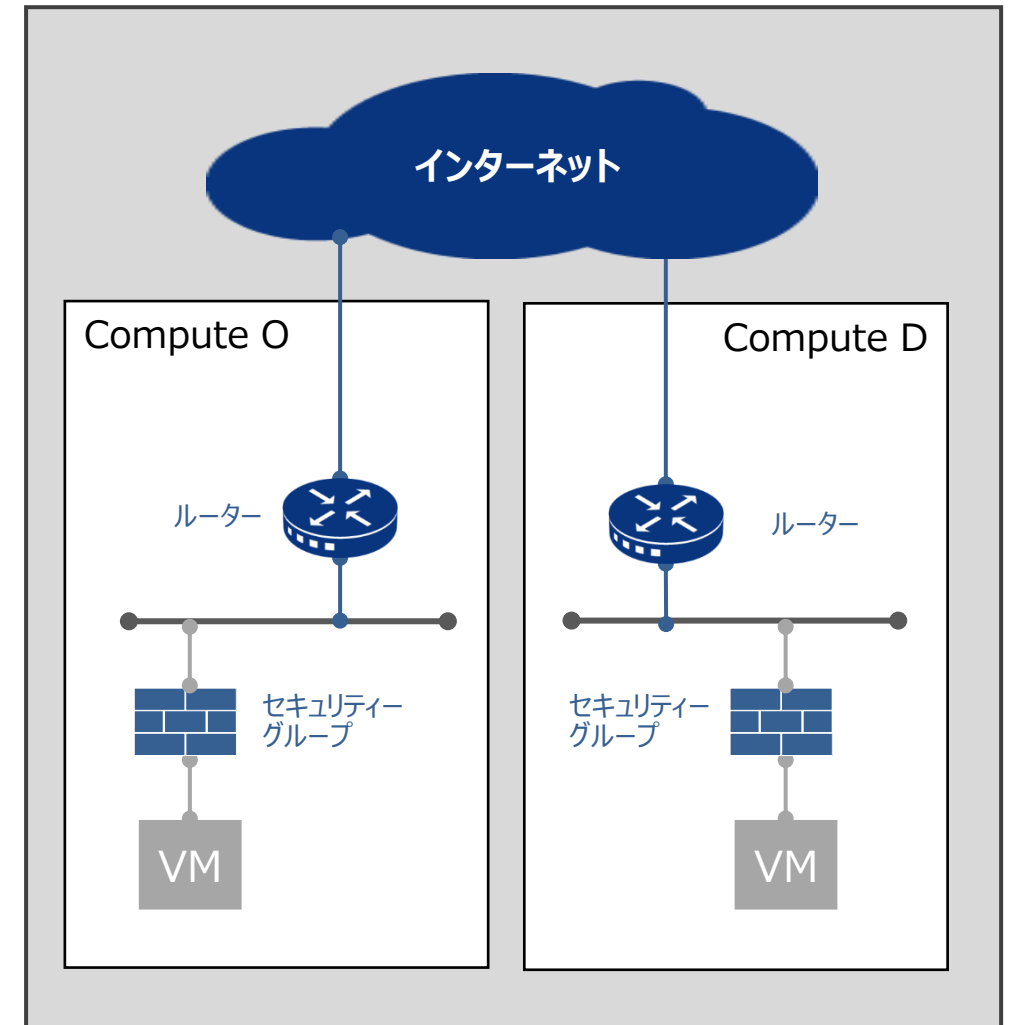 インターネット
Compute O
Compute D
ルーター
ルーター
セキュリティー
グループ
セキュリティー
グループ
VM
VM